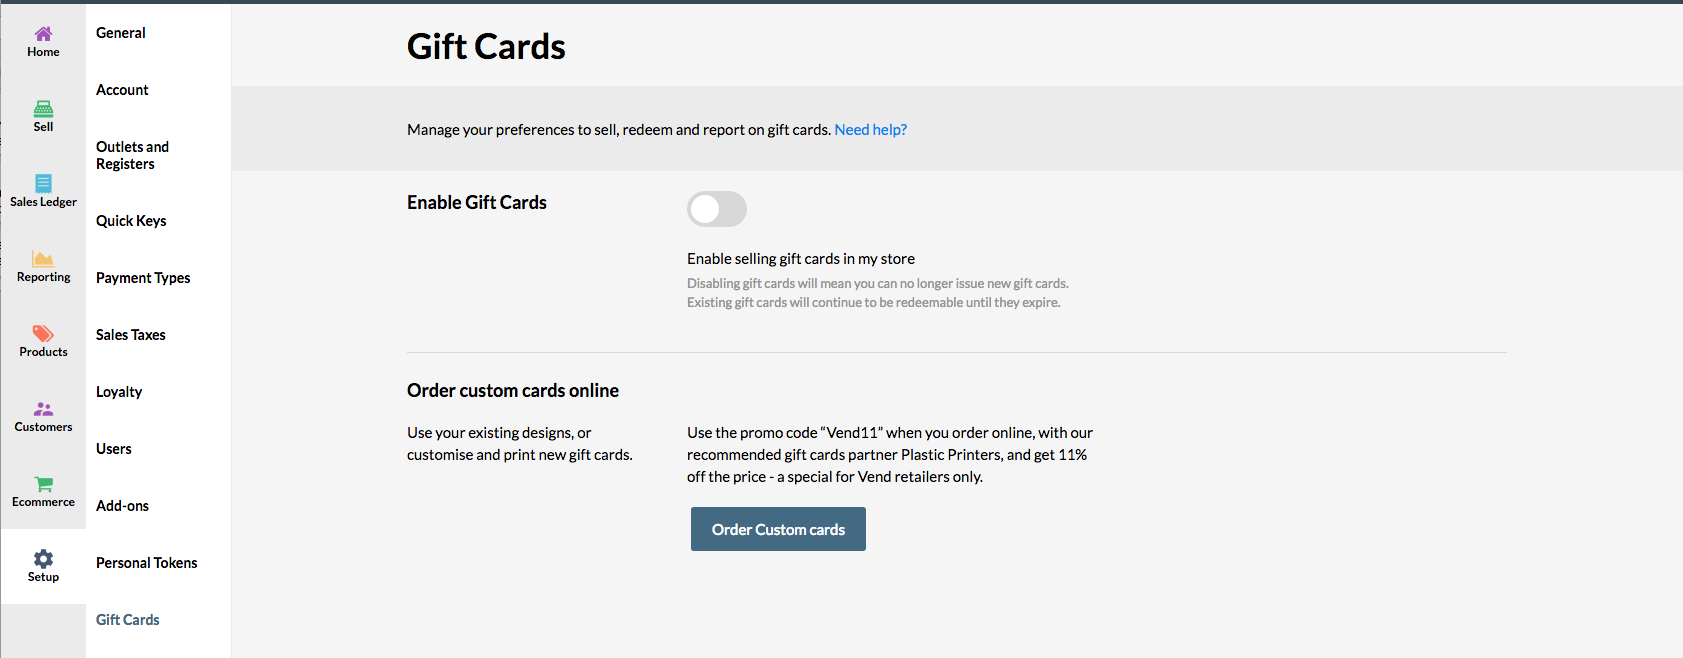 Home
Sell
Sales Ledger
Reporting
Products
Customers
Ecommerce
Setup
General
Account
Outlets and
Registers
Quick Keys
Payment Types
Sales Taxes
Loyalty
Users
Add-ons
Personal Tokens
Gift Cards
Gift Cards
Manage your preferences to sell, redeem and report on gift cards. Need help?
Enable Gift Cards
Enable selling gift cards in my store
Disabling gift cards will mean you can no longer issue new gift cards.
Existing gift cards will continue to be redeemable until they expire.
Order custom cards online
Use your existing designs, or
customise and print new gift cards.
Use the promo code “Vend11” when you order online, with our
recommended gift cards partner Plastic Printers, and get 11%
off the price - a special for Vend retailers only.
Order Custom cards